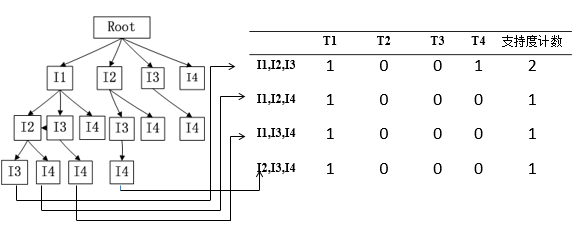 Root
T1 T2 T3 T4 支持度计数
I1 I2 I3 I4
I1,I2,I3 1 0 0 1 2
I1,I2,I4 1 0 0 0 1
I2 I3 I4 I3 I4 I4
I1,I3,I4 1 0 0 0 1
I3 I4 I4 I4
I2,I3,I4 1 0 0 0 1